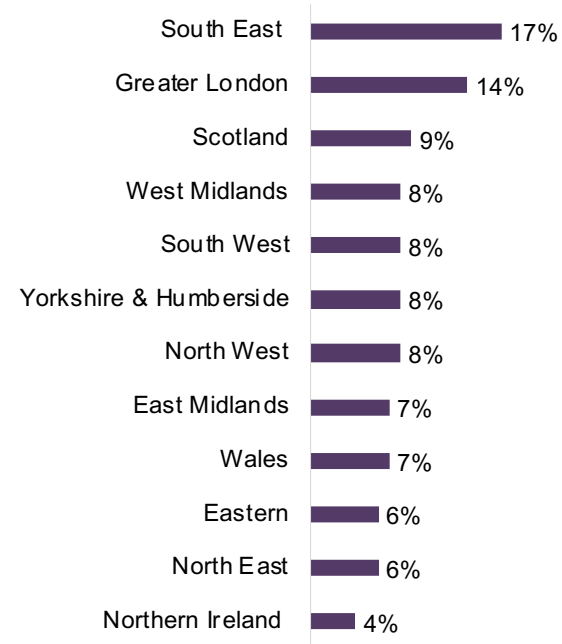 South East 17%
Greater London 14%
Scotland 9%
West Midlands 8%
South West 8%
Yorkshire & Humberside 8%
North West 8%
East Midlands 7%
Wales 7%
Eastern 6%
North East 6%
Northern Ireland 4%